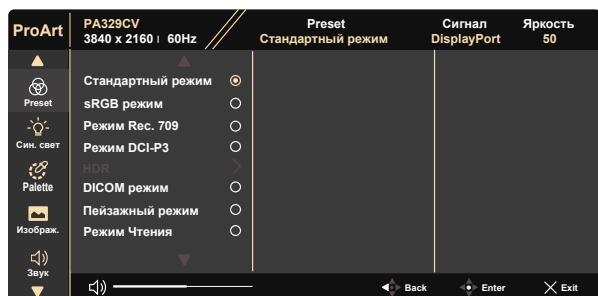 ProArt
PA329CV
3840 x 2160 | 60Hz
Preset
Стандартный режим
Сигнал
DisplayPort
Яркость
50
Preset
Син. свет
Palette
Изображ.
Звук
Стандартный режим
sRGB режим
Режим Rec. 709
Режим DCI-P3
HDR
DICOM режим
Пейзажный режим
Режим Чтения
Back
Enter
Exit